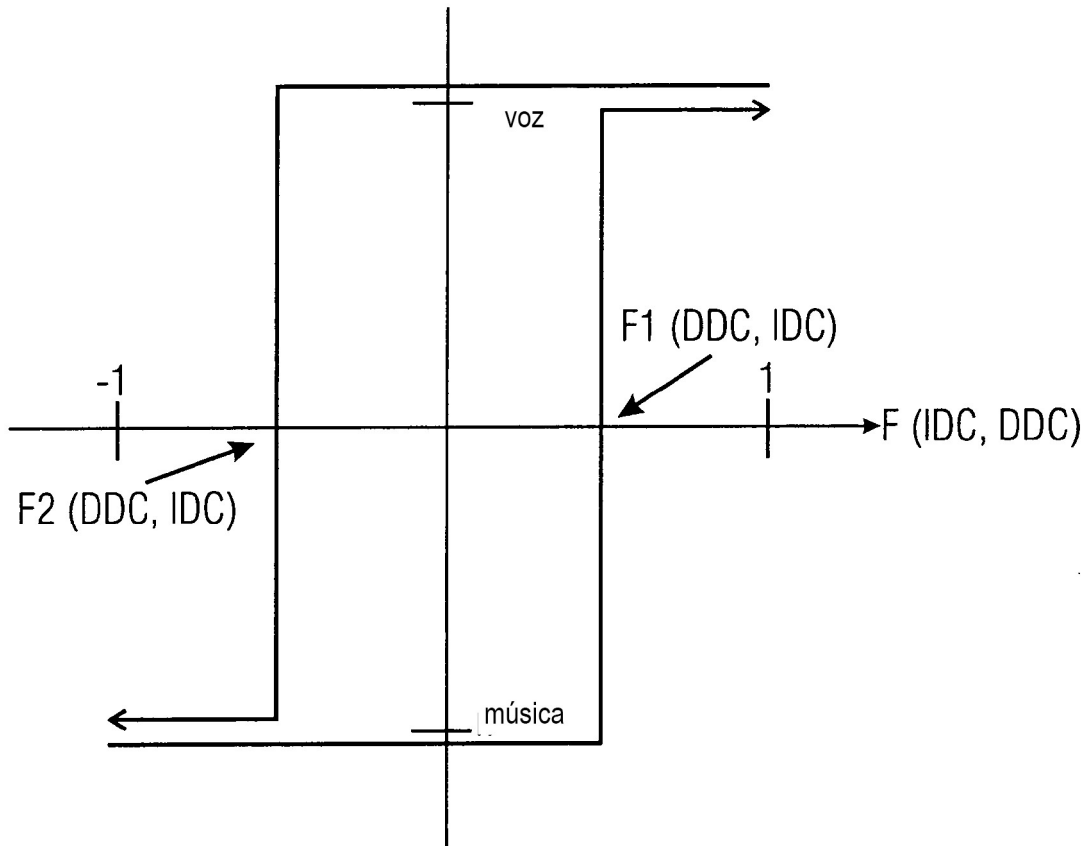 voz
F1 (DDC, IDC)
-1
1
F (IDC, DDC)
F2 (DDC, IDC)
música